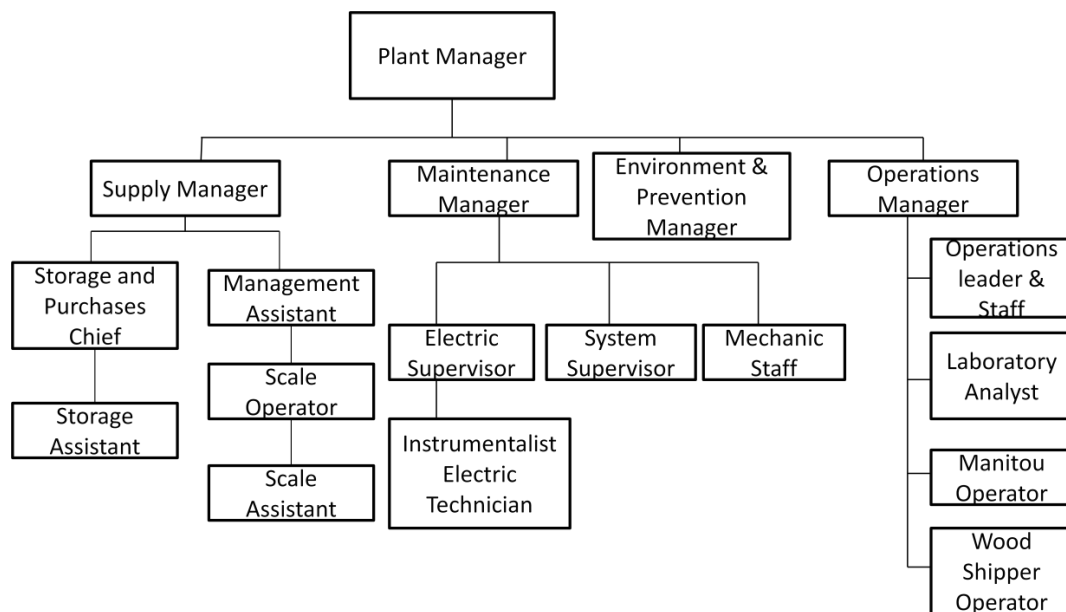 Plant Manager
Supply Manager
Maintenance
Manager
Environment &
Prevention
Manager
Operations
Manager
Storage and
Purchases
Chief
Management
Assistant
Operations
leader &
Staff
Electric
Supervisor
System
Supervisor
Mechanic
Staff
Laboratory
Analyst
Scale
Operator
Storage
Assistant
Instrumentalist
Electric
Technician
Scale
Assistant
Manitou
Operator
Wood
Shipper
Operator